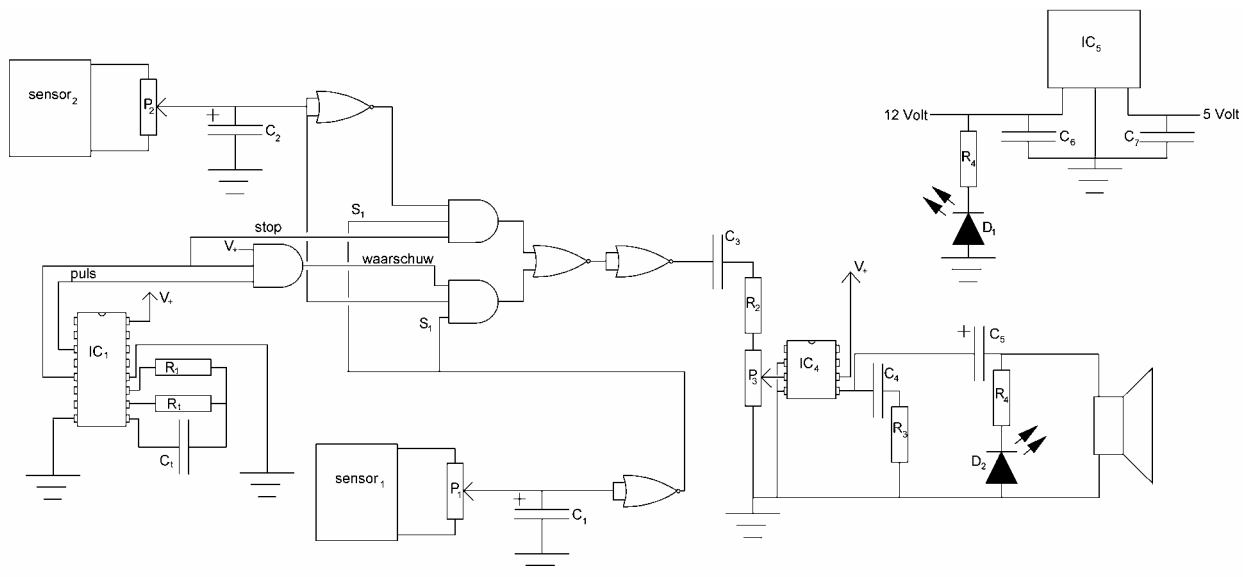 sensor₂
P₂
+
C₂
IC₅
12 Volt
5 Volt
C₆
C₇
R₄
D₁
S₁
stop
V₊
puls
waarschuw
S₁
V₊
IC₁
R₁
Rₜ
Cₜ
C₃
R₂
P₃
V₊
IC₄
C₄
R₃
+
C₅
R₄
D₂
sensor₁
P₁
+
C₁